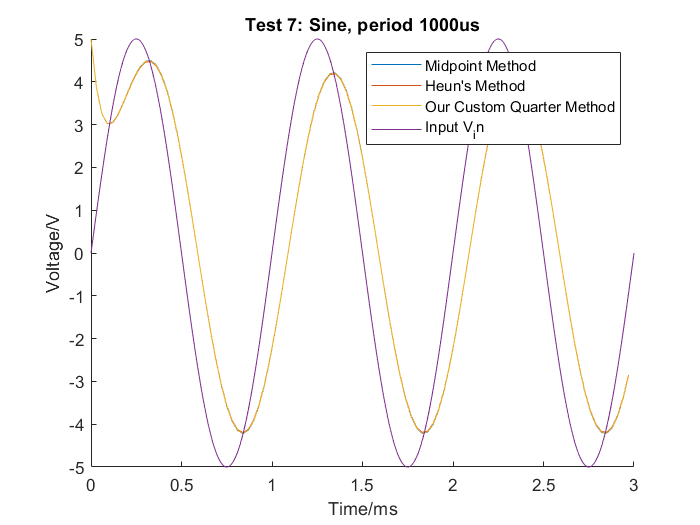 Test 7: Sine, period 1000us
Voltage/V
5
4
3
2
1
0
-1
-2
-3
-4
-5
Midpoint Method
Heun's Method
Our Custom Quarter Method
Input V_in
0
0.5
1
1.5
2
2.5
3
Time/ms